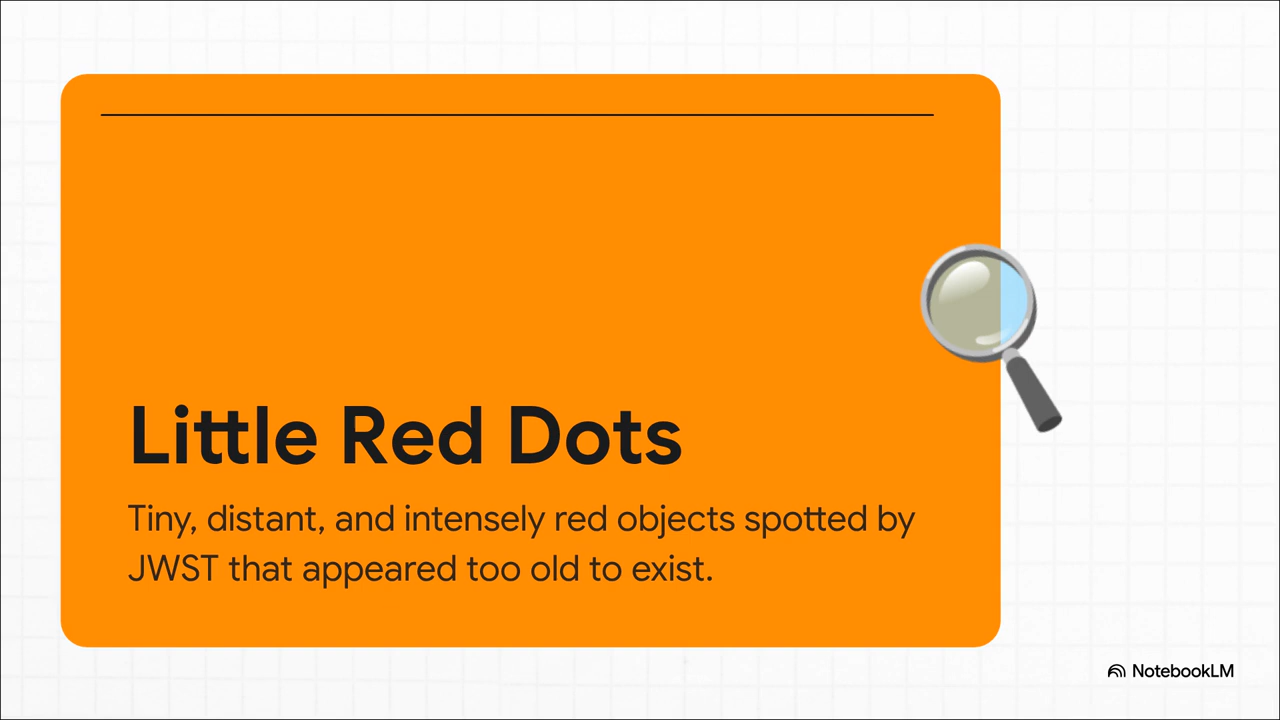 Little Red Dots
Tiny, distant, and intensely red objects spotted by
JWST that appeared too old to exist.
NotebookLM